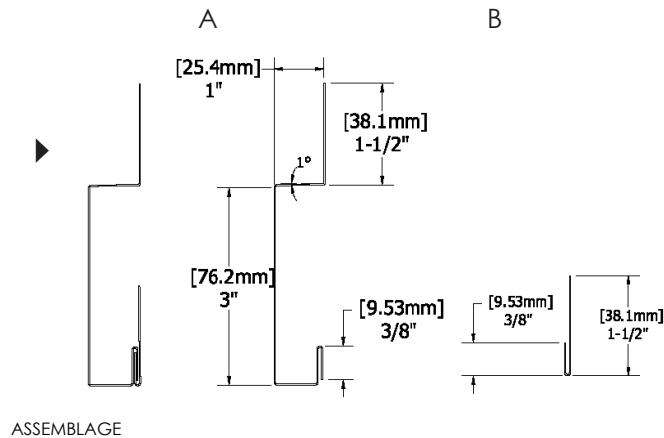 A
B
[25.4mm]
1"
[38.1mm]
1-1/2"
1°
[76.2mm]
3"
[9.53mm]
3/8"
[9.53mm]
3/8"
[38.1mm]
1-1/2"
ASSEMBLAGE